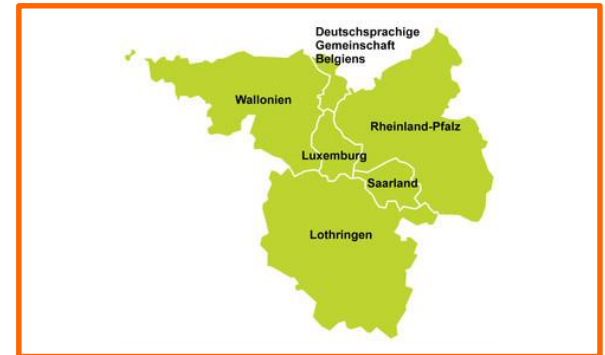 Deutschsprachige
Gemeinschaft
Belgiens
Wallonien
Rheinland-Pfalz
Luxemburg
Saarland
Lothringen